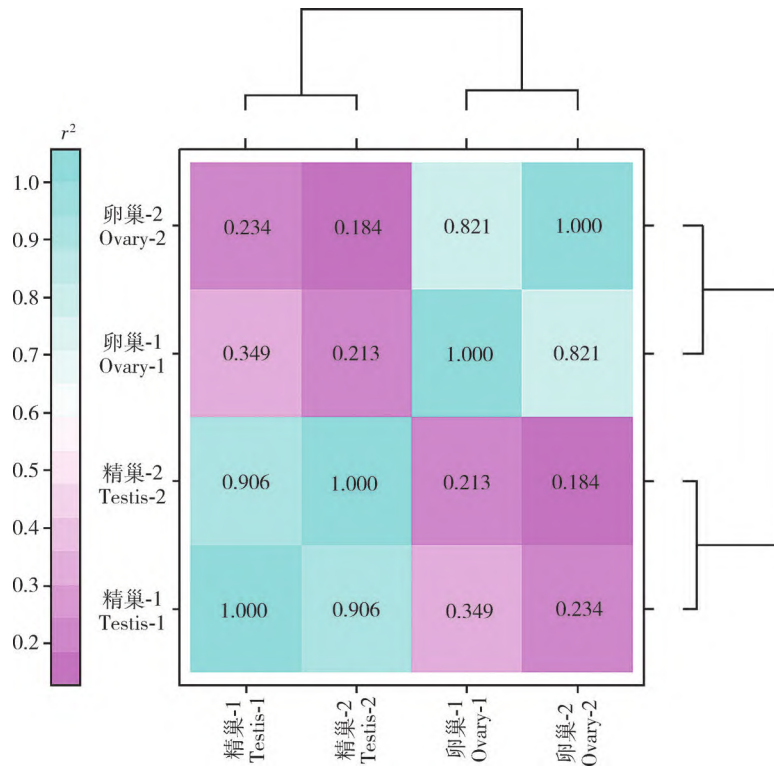 r²
1.0
0.9
0.8
0.7
0.6
0.5
0.4
0.3
0.2
卵巢-2
Ovary-2
0.234 0.184 0.821 1.000
卵巢-1
Ovary-1
0.349 0.213 1.000 0.821
精巢-2
Testis-2
0.906 1.000 0.213 0.184
精巢-1
Testis-1
1.000 0.906 0.349 0.234
精巢-1
Testis-1
精巢-2
Testis-2
卵巢-1
Ovary-1
卵巢-2
Ovary-2